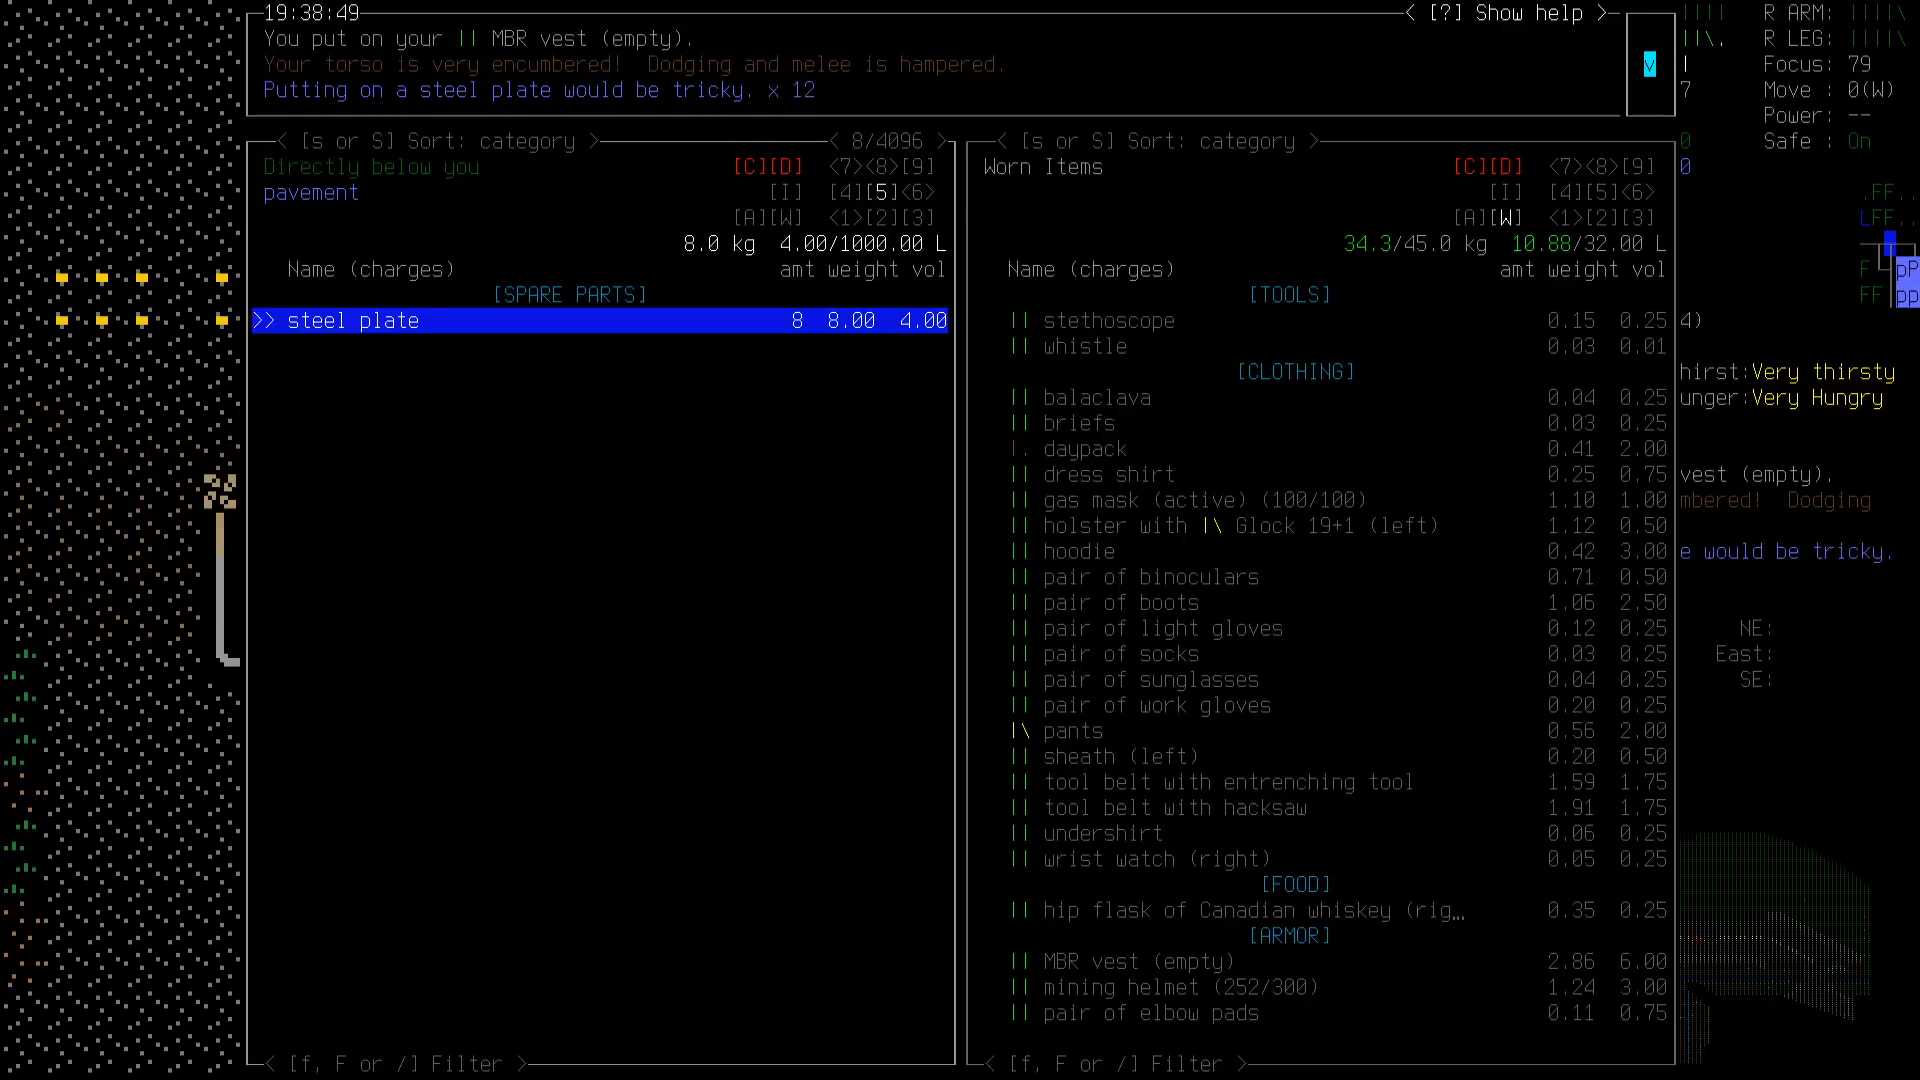 19:38:49 < [?] Show help > R ARM: ||||\
You put on your || MBR vest (empty). ||\. R LEG: ||||\
Your torso is very encumbered!  Dodging and melee is hampered. v Focus: 79
Putting on a steel plate would be tricky. x 12 7 Move : 0(W)
Power: --
< [s or S] Sort: category > < 8/4096 > < [s or S] Sort: category > 0 Safe : On
Directly below you [C][D] <7><8>[9] Worn Items [C][D] <7><8>[9] 0
pavement [I] [4][5]<6> [I] [4][5]<6> .FF..
[A][W] <1>[2][3] [A][W] <1>[2][3] LFF..
8.0 kg 4.00/1000.00 L 34.3/45.0 kg 10.88/32.00 L
Name (charges) amt weight vol Name (charges) amt weight vol F pP
[SPARE PARTS] [TOOLS] FF pp
>> steel plate 8 8.00 4.00 || stethoscope 0.15 0.25 4)
|| whistle 0.03 0.01
[CLOTHING] hirst:Very thirsty
|| balaclava 0.04 0.25 unger:Very Hungry
|| briefs 0.03 0.25
|. daypack 0.41 2.00
|| dress shirt 0.25 0.75 vest (empty).
|| gas mask (active) (100/100) 1.10 1.00 mbered!  Dodging
|| holster with |\ Glock 19+1 (left) 1.12 0.50
|| hoodie 0.42 3.00 e would be tricky.
|| pair of binoculars 0.71 0.50
|| pair of boots 1.06 2.50
|| pair of light gloves 0.12 0.25 NE:
|| pair of socks 0.03 0.25 East:
|| pair of sunglasses 0.04 0.25 SE:
|| pair of work gloves 0.20 0.25
|\ pants 0.56 2.00
|| sheath (left) 0.20 0.50
|| tool belt with entrenching tool 1.59 1.75
|| tool belt with hacksaw 1.91 1.75
|| undershirt 0.06 0.25
|| wrist watch (right) 0.05 0.25
[FOOD]
|| hip flask of Canadian whiskey (rig… 0.35 0.25
[ARMOR]
|| MBR vest (empty) 2.86 6.00
|| mining helmet (252/300) 1.24 3.00
|| pair of elbow pads 0.11 0.75
< [f, F or /] Filter > < [f, F or /] Filter >